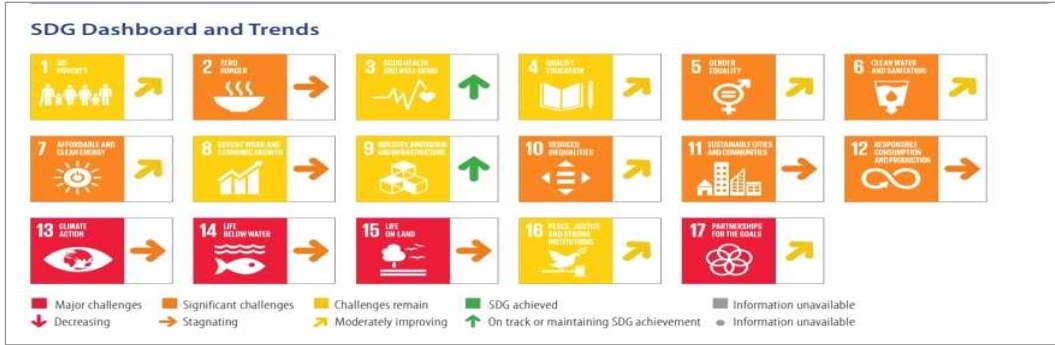 SDG Dashboard and Trends
1 NO
POVERTY
2 ZERO
HUNGER
3 GOOD HEALTH
AND WELL-BEING
4 QUALITY
EDUCATION
5 GENDER
EQUALITY
6 CLEAN WATER
AND SANITATION
7 AFFORDABLE AND
CLEAN ENERGY
8 DECENT WORK AND
ECONOMIC GROWTH
9 INDUSTRY, INNOVATION
AND INFRASTRUCTURE
10 REDUCED
INEQUALITIES
11 SUSTAINABLE CITIES
AND COMMUNITIES
12 RESPONSIBLE
CONSUMPTION
AND PRODUCTION
13 CLIMATE
ACTION
14 LIFE
BELOW WATER
15 LIFE
ON LAND
16 PEACE, JUSTICE
AND STRONG
INSTITUTIONS
17 PARTNERSHIPS
FOR THE GOALS
Major challenges Significant challenges Challenges remain SDG achieved Information unavailable
Decreasing Stagnating Moderately improving On track or maintaining SDG achievement Information unavailable